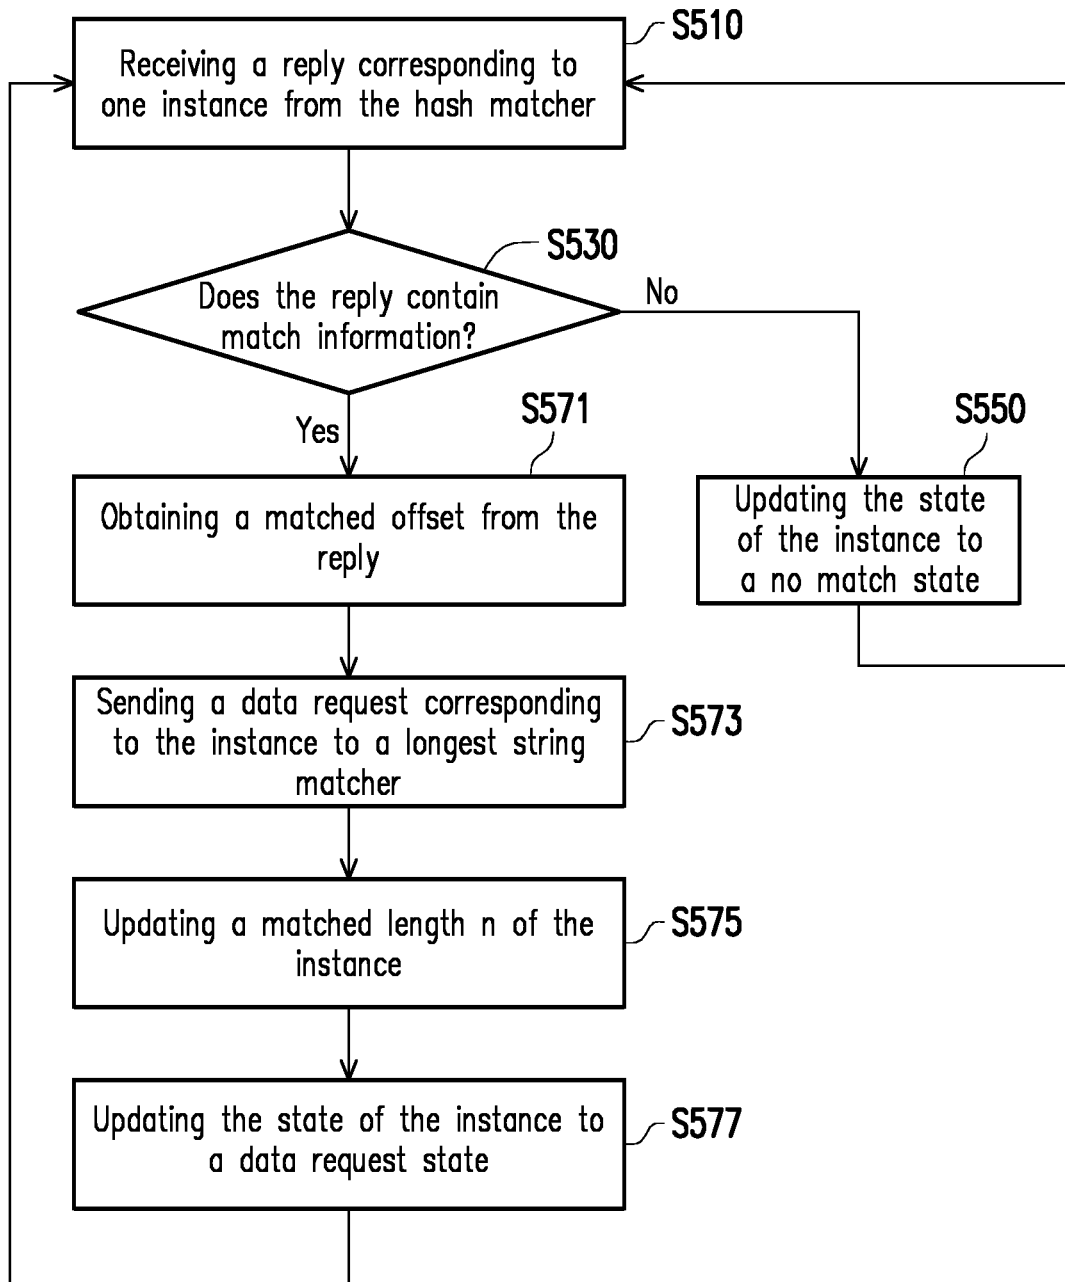 S510
Receiving a reply corresponding to
one instance from the hash matcher
S530
Does the reply contain
match information?
No
Yes
S571
S550
Obtaining a matched offset from the
reply
Updating the state
of the instance to
a no match state
Sending a data request corresponding
to the instance to a longest string
matcher
S573
Updating a matched length n of the
instance
S575
Updating the state of the instance to
a data request state
S577